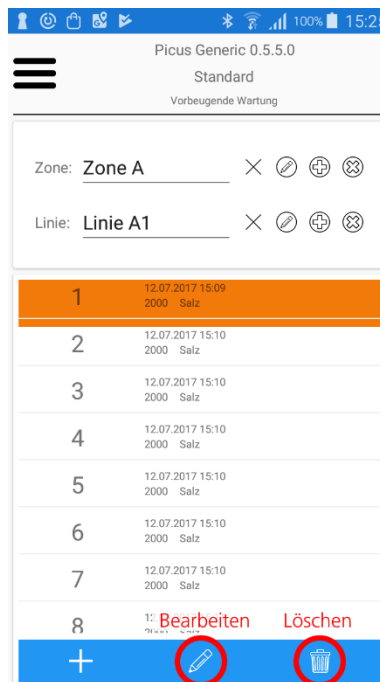 100% 15:25
Picus Generic 0.5.5.0
Standard
Vorbeugende Wartung
Zone: Zone A
Linie: Linie A1
1 12.07.2017 15:09
2000 Salz
2 12.07.2017 15:10
2000 Salz
3 12.07.2017 15:10
2000 Salz
4 12.07.2017 15:10
2000 Salz
5 12.07.2017 15:10
2000 Salz
6 12.07.2017 15:10
2000 Salz
7 12.07.2017 15:10
2000 Salz
8
Bearbeiten Löschen